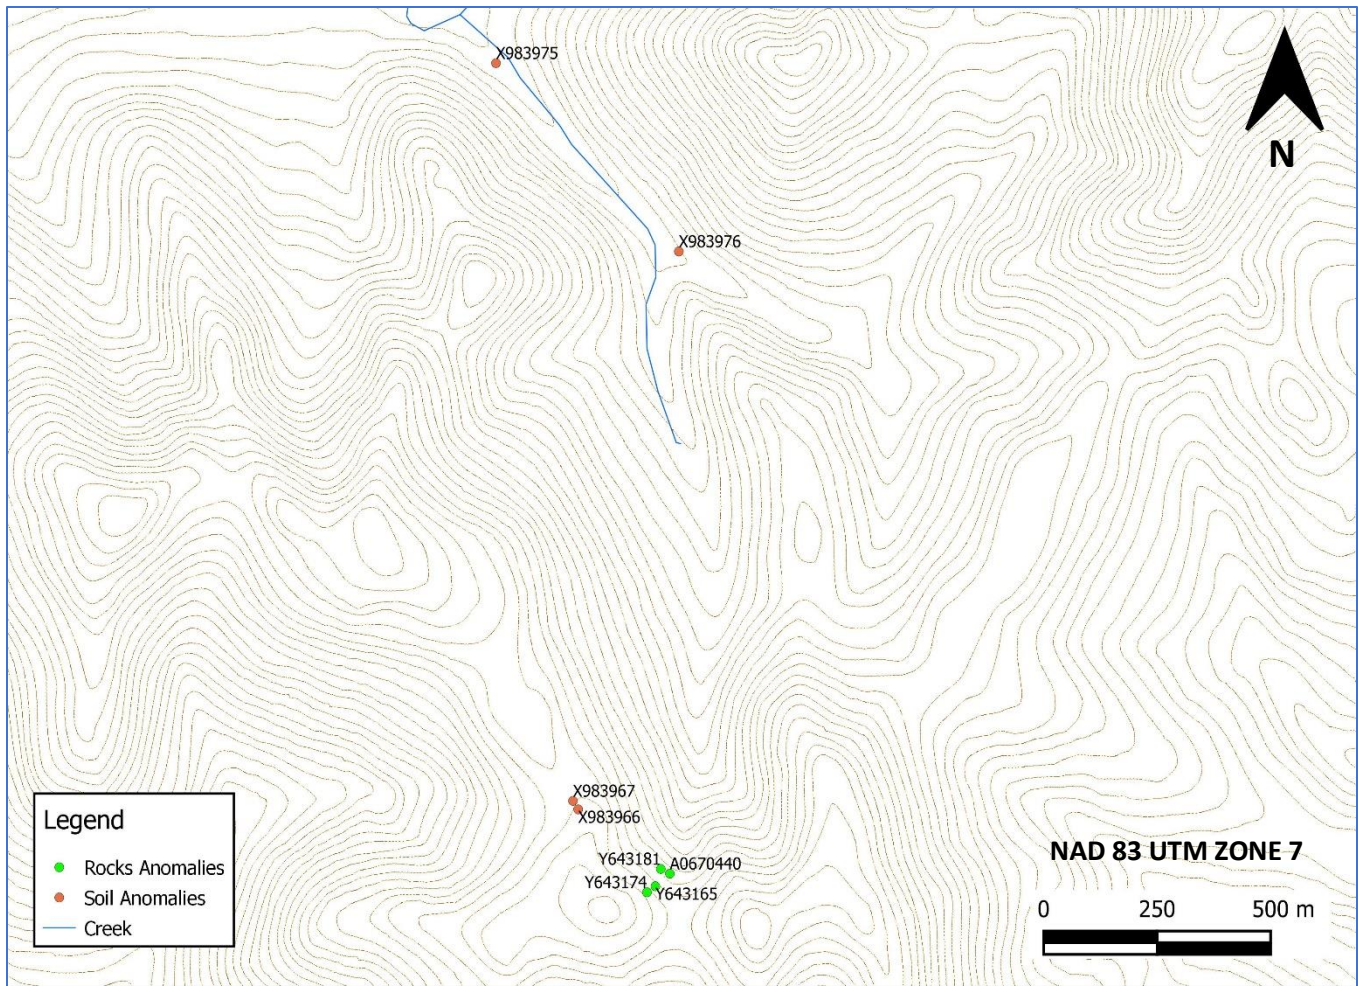 X983975
N
X983976
X983967
X983966
Y643181
A0670440
Y643174
Y643165
Legend
Rocks Anomalies
Soil Anomalies
Creek
NAD 83 UTM ZONE 7
0 250 500 m